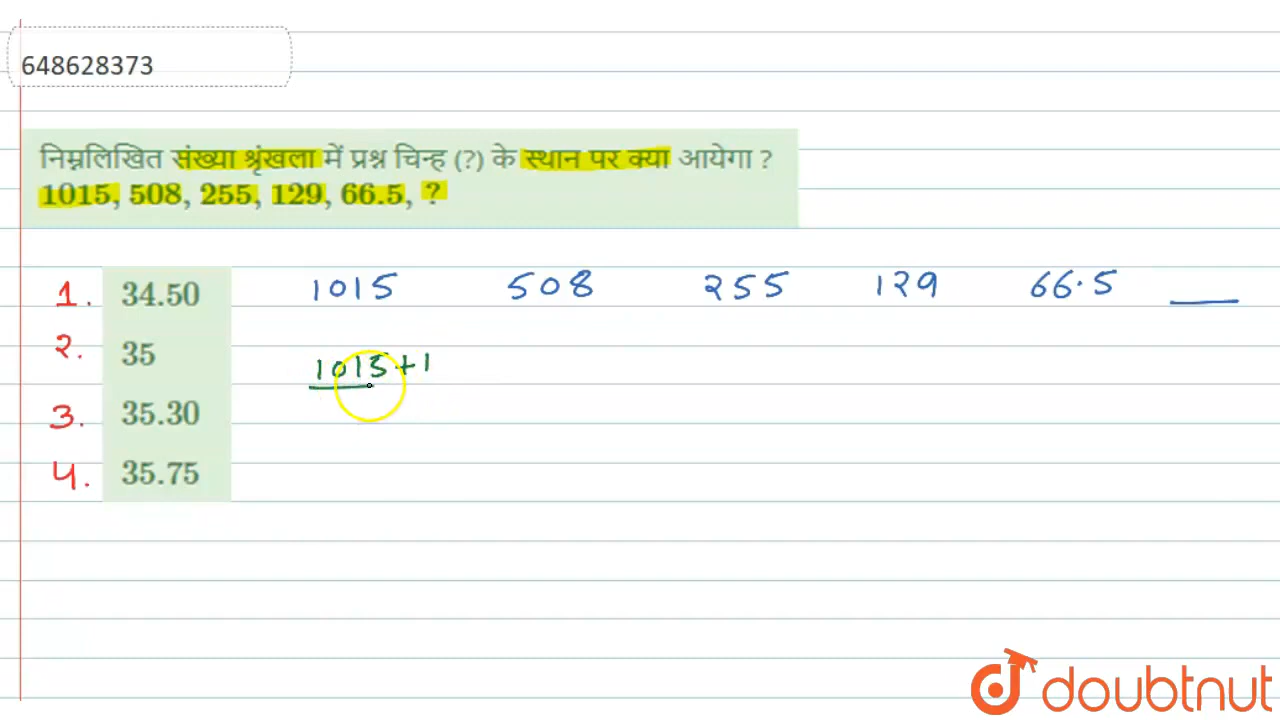 648628373
निम्नलिखित संख्या श्रृंखला में प्रश्न चिन्ह (?) के स्थान पर क्या आयेगा ?
1015, 508, 255, 129, 66.5, ?
1. 34.50
2. 35
3. 35.30
4. 35.75
1015 508 255 129 66.5 ___
1015+1
doubtnut